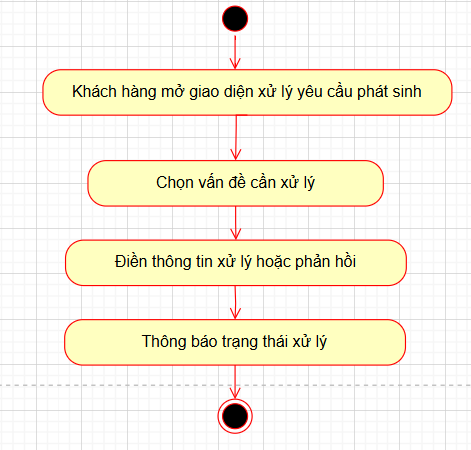 Khách hàng mở giao diện xử lý yêu cầu phát sinh
Chọn vấn đề cần xử lý
Điền thông tin xử lý hoặc phản hồi
Thông báo trạng thái xử lý